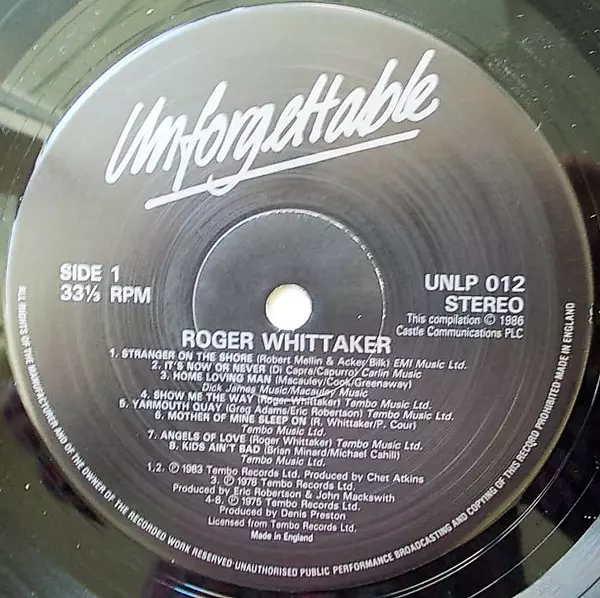 Unforgettable
SIDE 1
33⅓ RPM
UNLP 012
STEREO
This compilation © 1986
Castle Communications PLC
ROGER WHITTAKER
1. STRANGER ON THE SHORE (Robert Mellin & Acker Bilk) EMI Music Ltd.
2. IT'S NOW OR NEVER (Di Capra/Capurro) Carlin Music
3. HOME LOVING MAN (Macauley/Cook/Greenaway)
Dick James Music/Macauley Music
4. SHOW ME THE WAY (Roger Whittaker) Tembo Music Ltd.
5. YARMOUTH QUAY (Greg Adams/Eric Robertson) Tembo Music Ltd.
6. MOTHER OF MINE SLEEP ON (R. Whittaker/P. Cour)
Tembo Music Ltd.
7. ANGELS OF LOVE (Roger Whittaker) Tembo Music Ltd.
8. KIDS AIN'T BAD (Brian Minard/Michael Cahill)
Tembo Music Ltd.
1,2. ℗ 1983 Tembo Records Ltd. Produced by Chet Atkins
3. ℗ 1978 Tembo Records Ltd.
Produced by Eric Robertson & John Mackswith
4-8. ℗ 1975 Tembo Records Ltd.
Produced by Denis Preston
Licensed from Tembo Records Ltd.
Made in England
ALL RIGHTS OF THE MANUFACTURER AND OF THE OWNER OF THE RECORDED WORK RESERVED·UNAUTHORISED PUBLIC PERFORMANCE BROADCASTING AND COPYING OF THIS RECORD PROHIBITED MADE IN ENGLAND